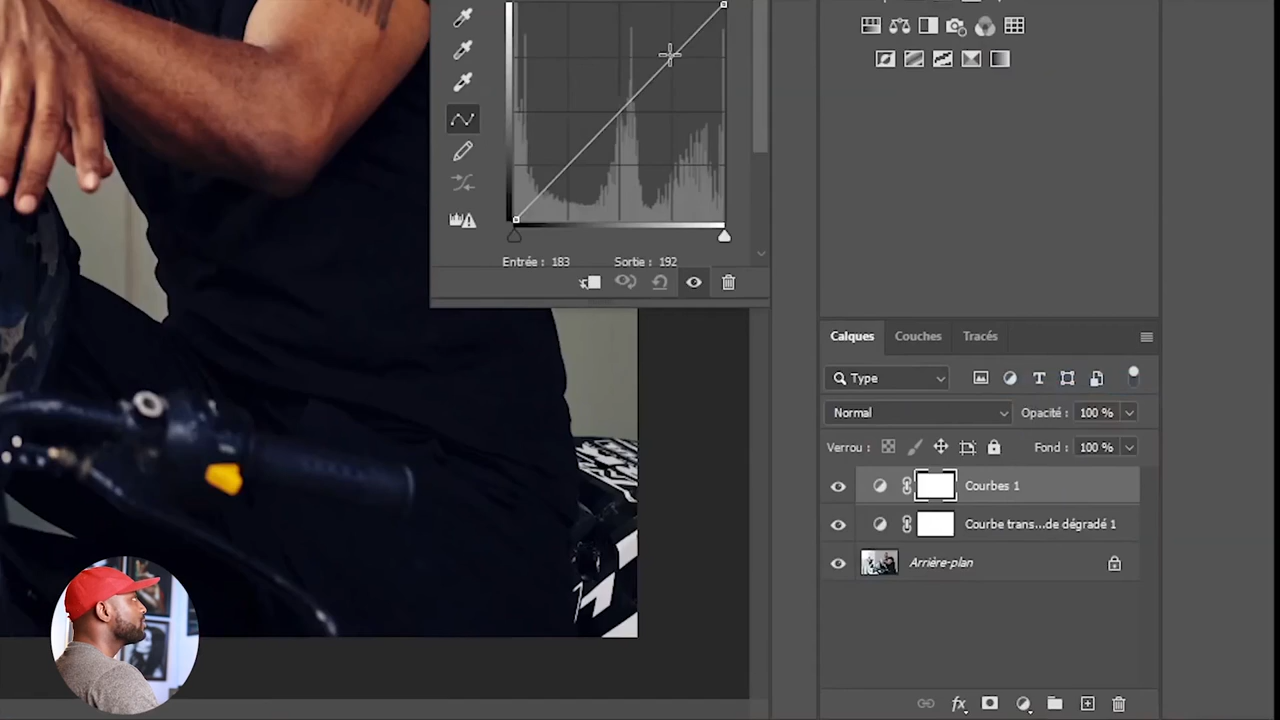 Entrée : 183 Sortie : 192
Calques Couches Tracés
Type
Normal Opacité : 100 %
Verrou : Fond : 100 %
Courbes 1
Courbe trans...de dégradé 1
Arrière-plan